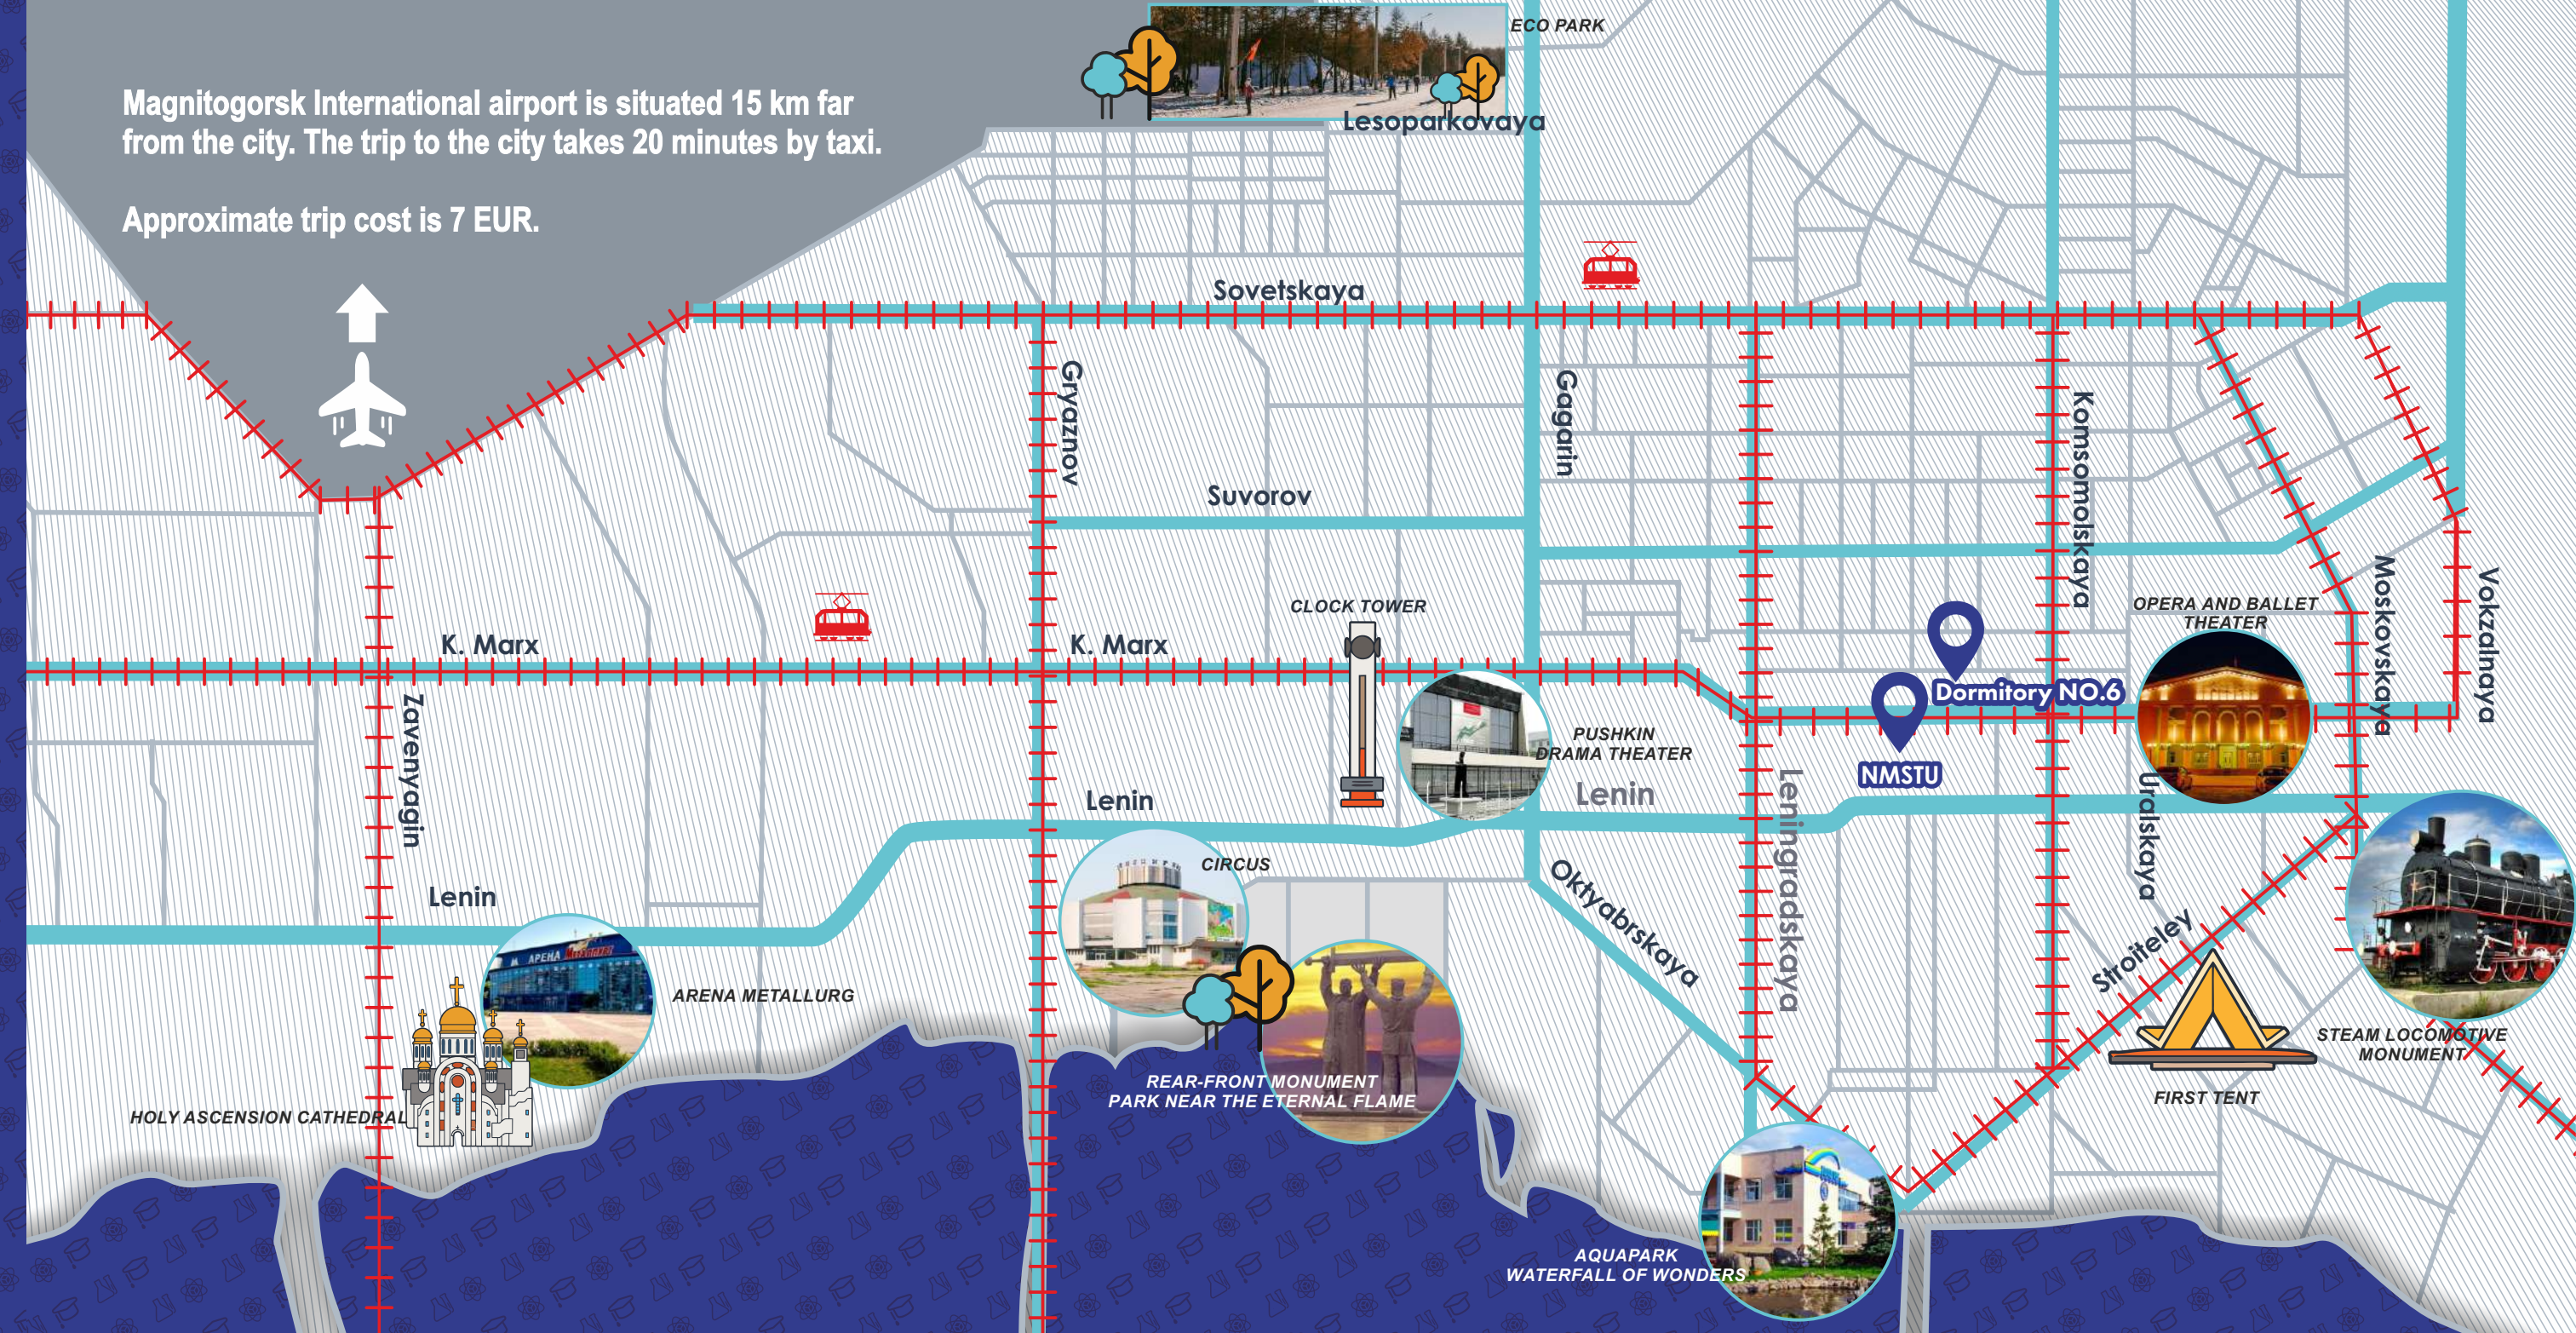 ECO PARK
Magnitogorsk International airport is situated 15 km far
from the city. The trip to the city takes 20 minutes by taxi.
Approximate trip cost is 7 EUR.
Lesoparkovaya
Sovetskaya
Gryaznov
Gagarin
Komsomolskaya
Suvorov
Moskovskaya
Vokzalnaya
CLOCK TOWER
OPERA AND BALLET
THEATER
K. Marx
K. Marx
Dormitory NO.6
Zavenyagin
PUSHKIN
DRAMA THEATER
NMSTU
Lenin
Lenin
Leningradskaya
Uralskaya
CIRCUS
Oktyabrskaya
Lenin
Stroiteley
АРЕНА МЕТАЛЛУРГ
ARENA METALLURG
STEAM LOCOMOTIVE
MONUMENT
REAR-FRONT MONUMENT
PARK NEAR THE ETERNAL FLAME
FIRST TENT
HOLY ASCENSION CATHEDRAL
AQUAPARK
WATERFALL OF WONDERS